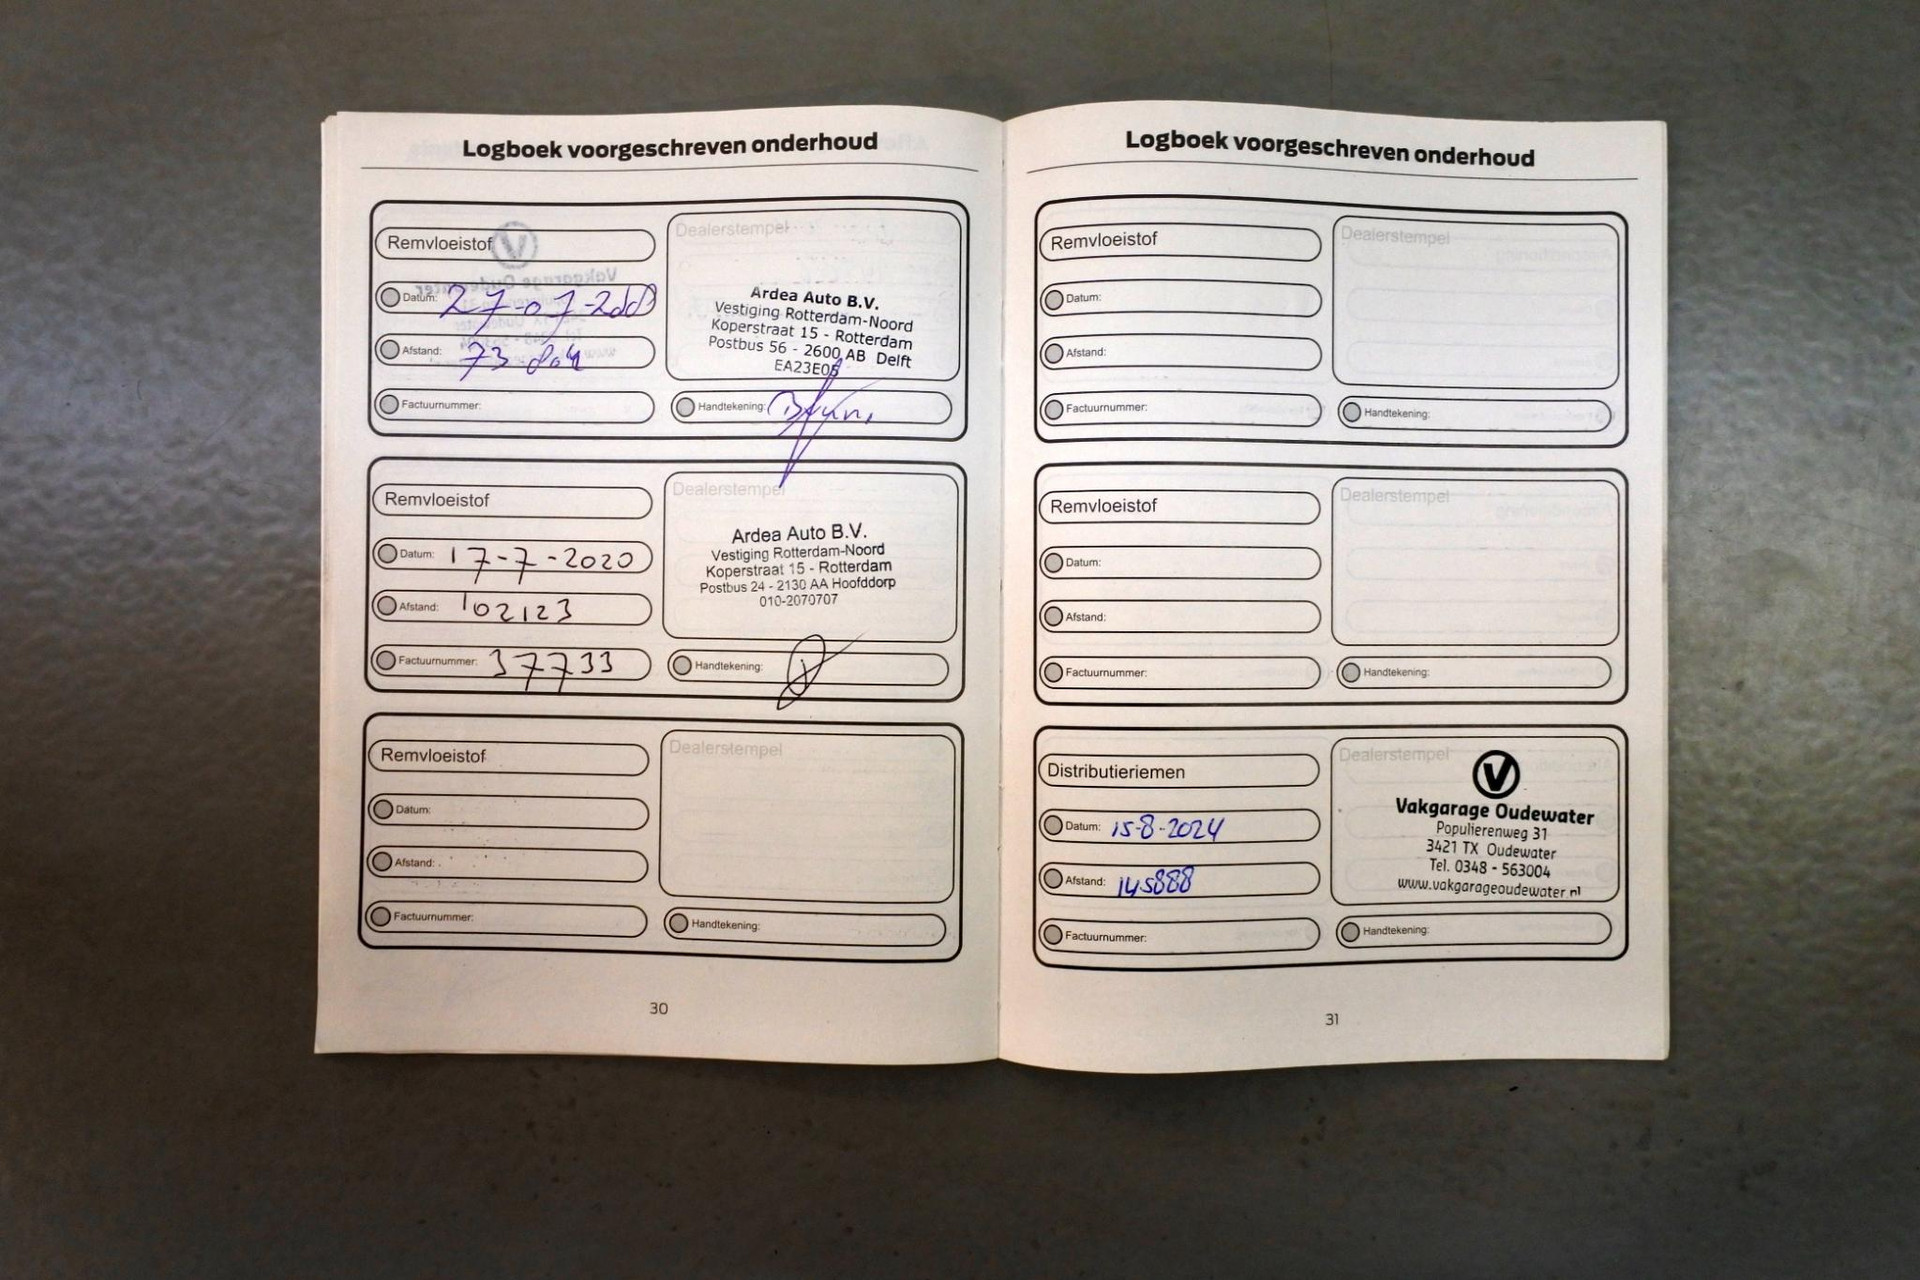 Logboek voorgeschreven onderhoud
Remvloeistof
Dealerstempel
Ardea Auto B.V.
Vestiging Rotterdam-Noord
Koperstraat 15 - Rotterdam
Postbus 56 - 2600 AB Delft
EA23E05
Datum:
Afstand:
Factuurnummer:
Handtekening:
Remvloeistof
Dealerstempel
Ardea Auto B.V.
Vestiging Rotterdam-Noord
Koperstraat 15 - Rotterdam
Postbus 24 - 2130 AA Hoofddorp
010-2070707
Datum: 17-7-2020
Afstand: 102123
Factuurnummer: 37733
Handtekening:
Remvloeistof
Dealerstempel
Datum:
Afstand:
Factuurnummer:
Handtekening:
30
Logboek voorgeschreven onderhoud
Remvloeistof
Dealerstempel
Datum:
Afstand:
Factuurnummer:
Handtekening:
Remvloeistof
Dealerstempel
Datum:
Afstand:
Factuurnummer:
Handtekening:
Distributieriemen
Dealerstempel
V
Vakgarage Oudewater
Populierenweg 31
3421 TX Oudewater
Tel. 0348 - 563004
www.vakgarageoudewater.nl
Datum: 15-8-2024
Afstand: 145888
Factuurnummer:
Handtekening:
31